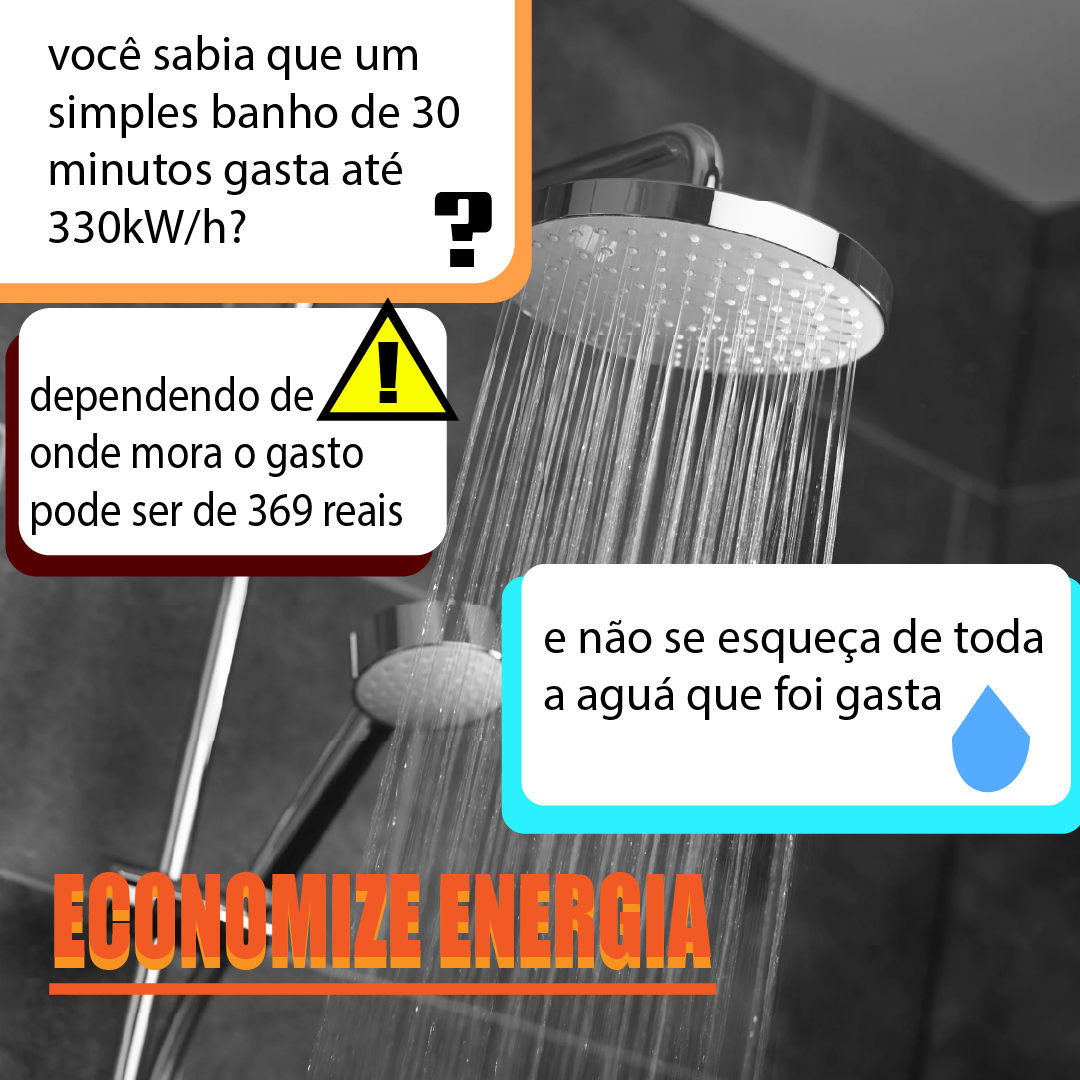 você sabia que um
simples banho de 30
minutos gasta até
330kW/h?
?
!
dependendo de
onde mora o gasto
pode ser de 369 reais
e não se esqueça de toda
a aguá que foi gasta
ECONOMIZE ENERGIA